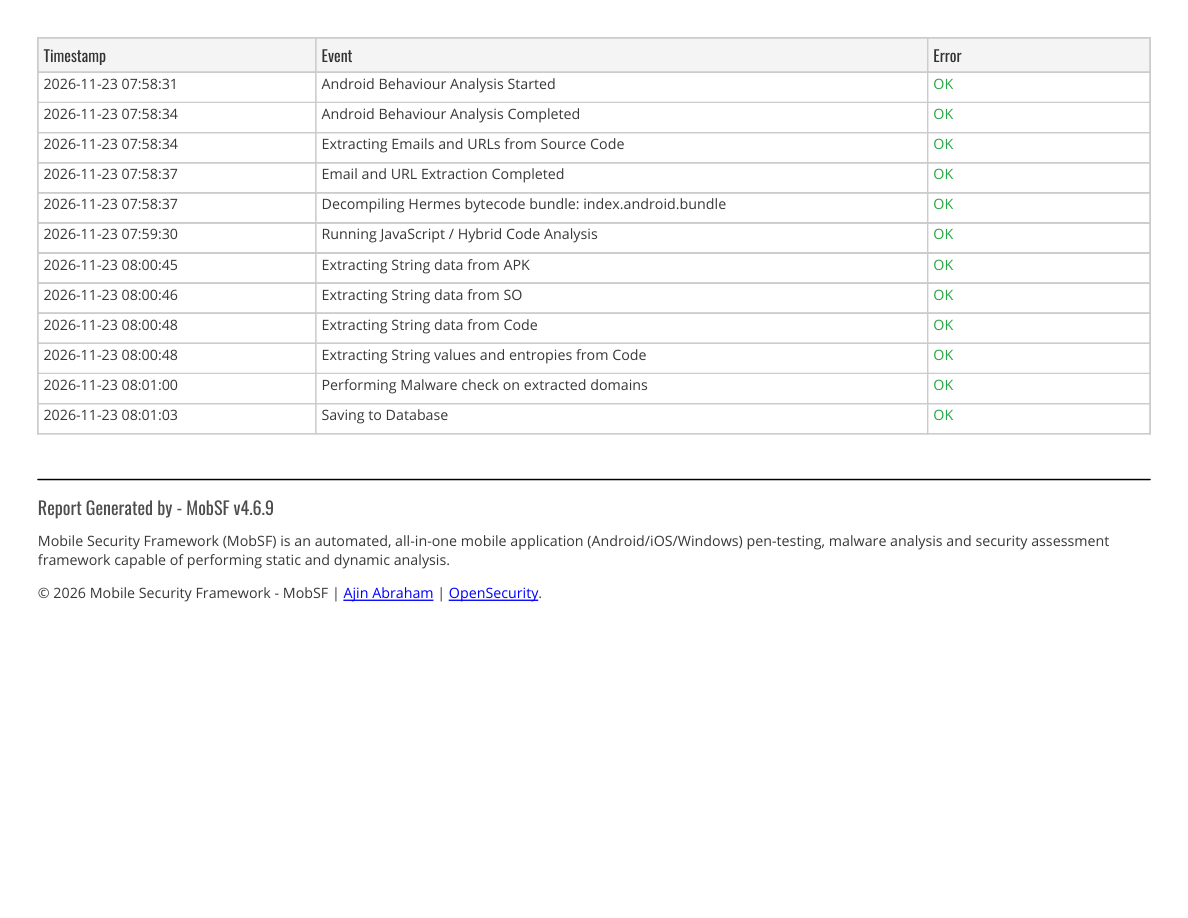 Timestamp Event Error
2026-11-23 07:58:31 Android Behaviour Analysis Started OK
2026-11-23 07:58:34 Android Behaviour Analysis Completed OK
2026-11-23 07:58:34 Extracting Emails and URLs from Source Code OK
2026-11-23 07:58:37 Email and URL Extraction Completed OK
2026-11-23 07:58:37 Decompiling Hermes bytecode bundle: index.android.bundle OK
2026-11-23 07:59:30 Running JavaScript / Hybrid Code Analysis OK
2026-11-23 08:00:45 Extracting String data from APK OK
2026-11-23 08:00:46 Extracting String data from SO OK
2026-11-23 08:00:48 Extracting String data from Code OK
2026-11-23 08:00:48 Extracting String values and entropies from Code OK
2026-11-23 08:01:00 Performing Malware check on extracted domains OK
2026-11-23 08:01:03 Saving to Database OK
Report Generated by - MobSF v4.6.9
Mobile Security Framework (MobSF) is an automated, all-in-one mobile application (Android/iOS/Windows) pen-testing, malware analysis and security assessment
framework capable of performing static and dynamic analysis.
© 2026 Mobile Security Framework - MobSF | Ajin Abraham | OpenSecurity.